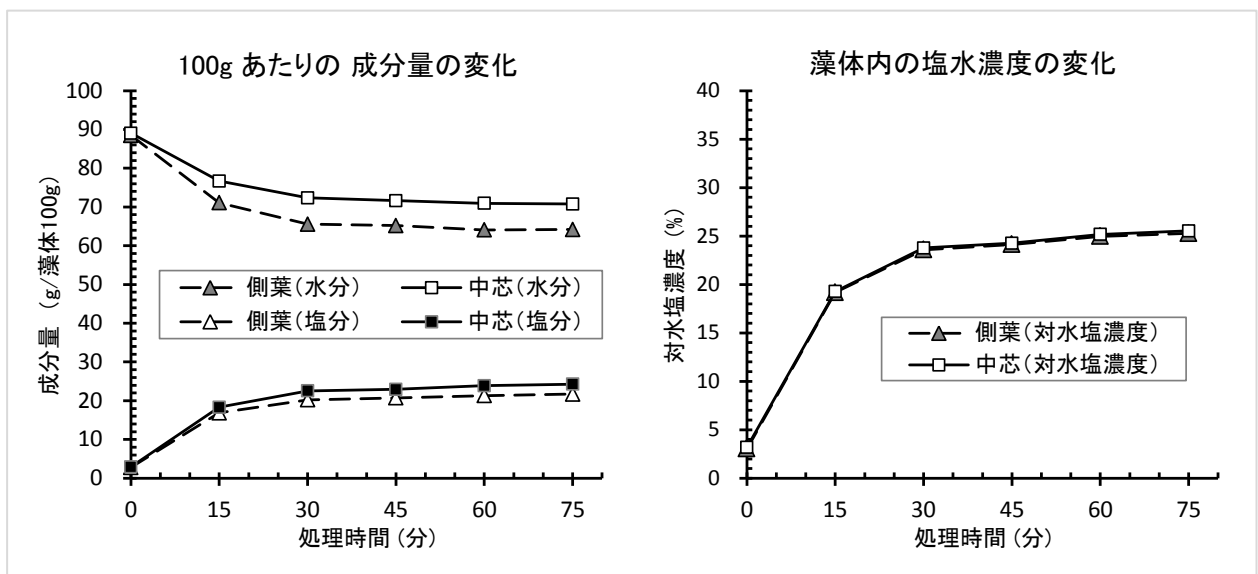 100g あたりの 成分量の変化
成分量 (g/藻体100g)
100
90
80
70
60
50
40
30
20
10
0
側葉(水分)
中芯(水分)
側葉(塩分)
中芯(塩分)
0 15 30 45 60 75
処理時間 (分)
藻体内の塩水濃度の変化
対水塩濃度 (%)
40
35
30
25
20
15
10
5
0
側葉(対水塩濃度)
中芯(対水塩濃度)
0 15 30 45 60 75
処理時間 (分)